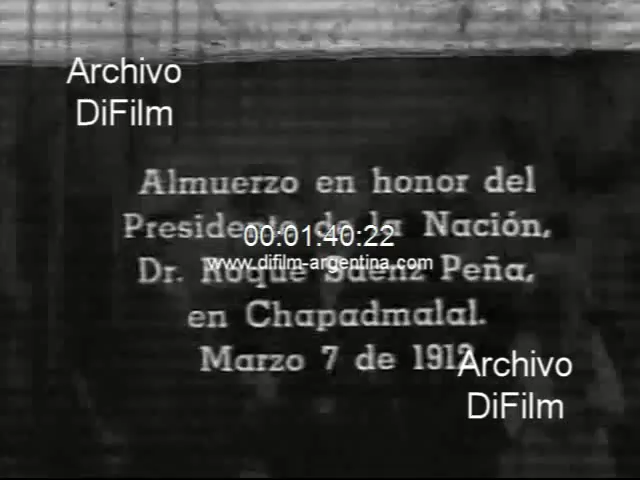 Archivo
DiFilm
Almuerzo en honor del
Presidente de la Nación,
00:01:40:22
www.difilm-argentina.com
Dr. Roque Sáenz Peña,
en Chapadmalal.
Marzo 7 de 1912
Archivo
DiFilm